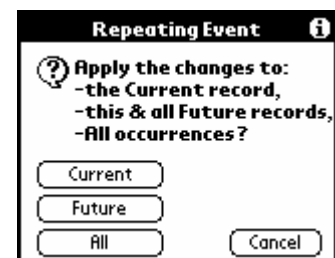 Repeating Event i
? Apply the changes to:
-the Current record,
-this & all Future records,
-All occurrences?
Current
Future
All Cancel